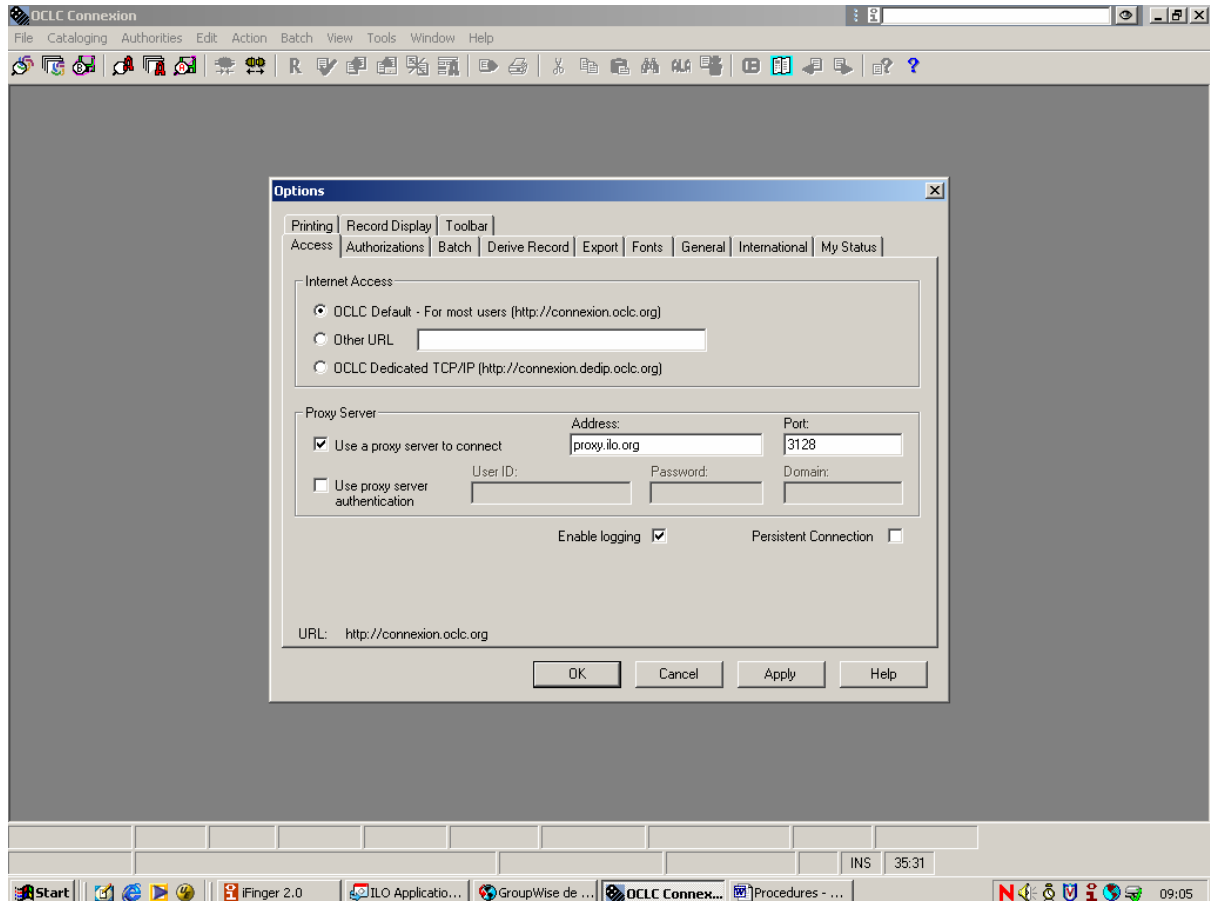 OCLC Connexion
File Cataloging Authorities Edit Action Batch View Tools Window Help
Options
Printing Record Display Toolbar
Access Authorizations Batch Derive Record Export Fonts General International My Status
Internet Access
OCLC Default - For most users (http://connexion.oclc.org)
Other URL
OCLC Dedicated TCP/IP (http://connexion.dedip.oclc.org)
Proxy Server
Address: Port:
Use a proxy server to connect proxy.ilo.org 3128
User ID: Password: Domain:
Use proxy server
authentication
Enable logging Persistent Connection
URL: http://connexion.oclc.org
OK Cancel Apply Help
INS 35:31
Start iFinger 2.0 ILO Applicatio... GroupWise de ... OCLC Connex... Procedures - ... 09:05